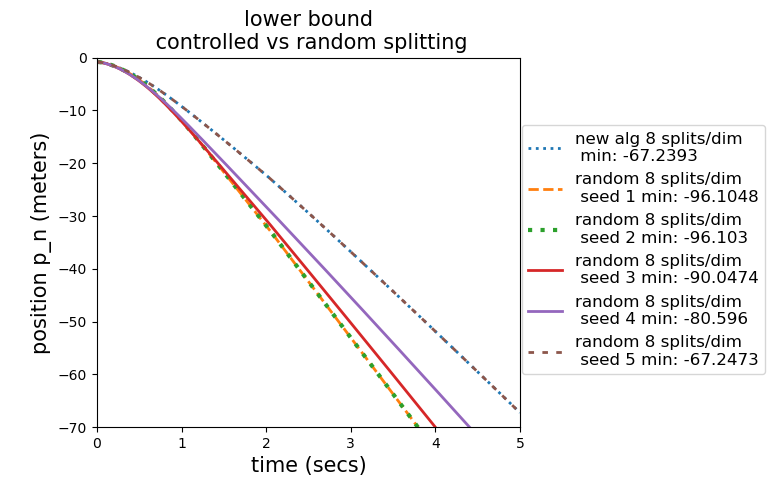 lower bound
controlled vs random splitting
position p_n (meters)
0
−10
−20
−30
−40
−50
−60
−70
0 1 2 3 4 5
time (secs)
new alg 8 splits/dim
min: -67.2393
random 8 splits/dim
seed 1 min: -96.1048
random 8 splits/dim
seed 2 min: -96.103
random 8 splits/dim
seed 3 min: -90.0474
random 8 splits/dim
seed 4 min: -80.596
random 8 splits/dim
seed 5 min: -67.2473